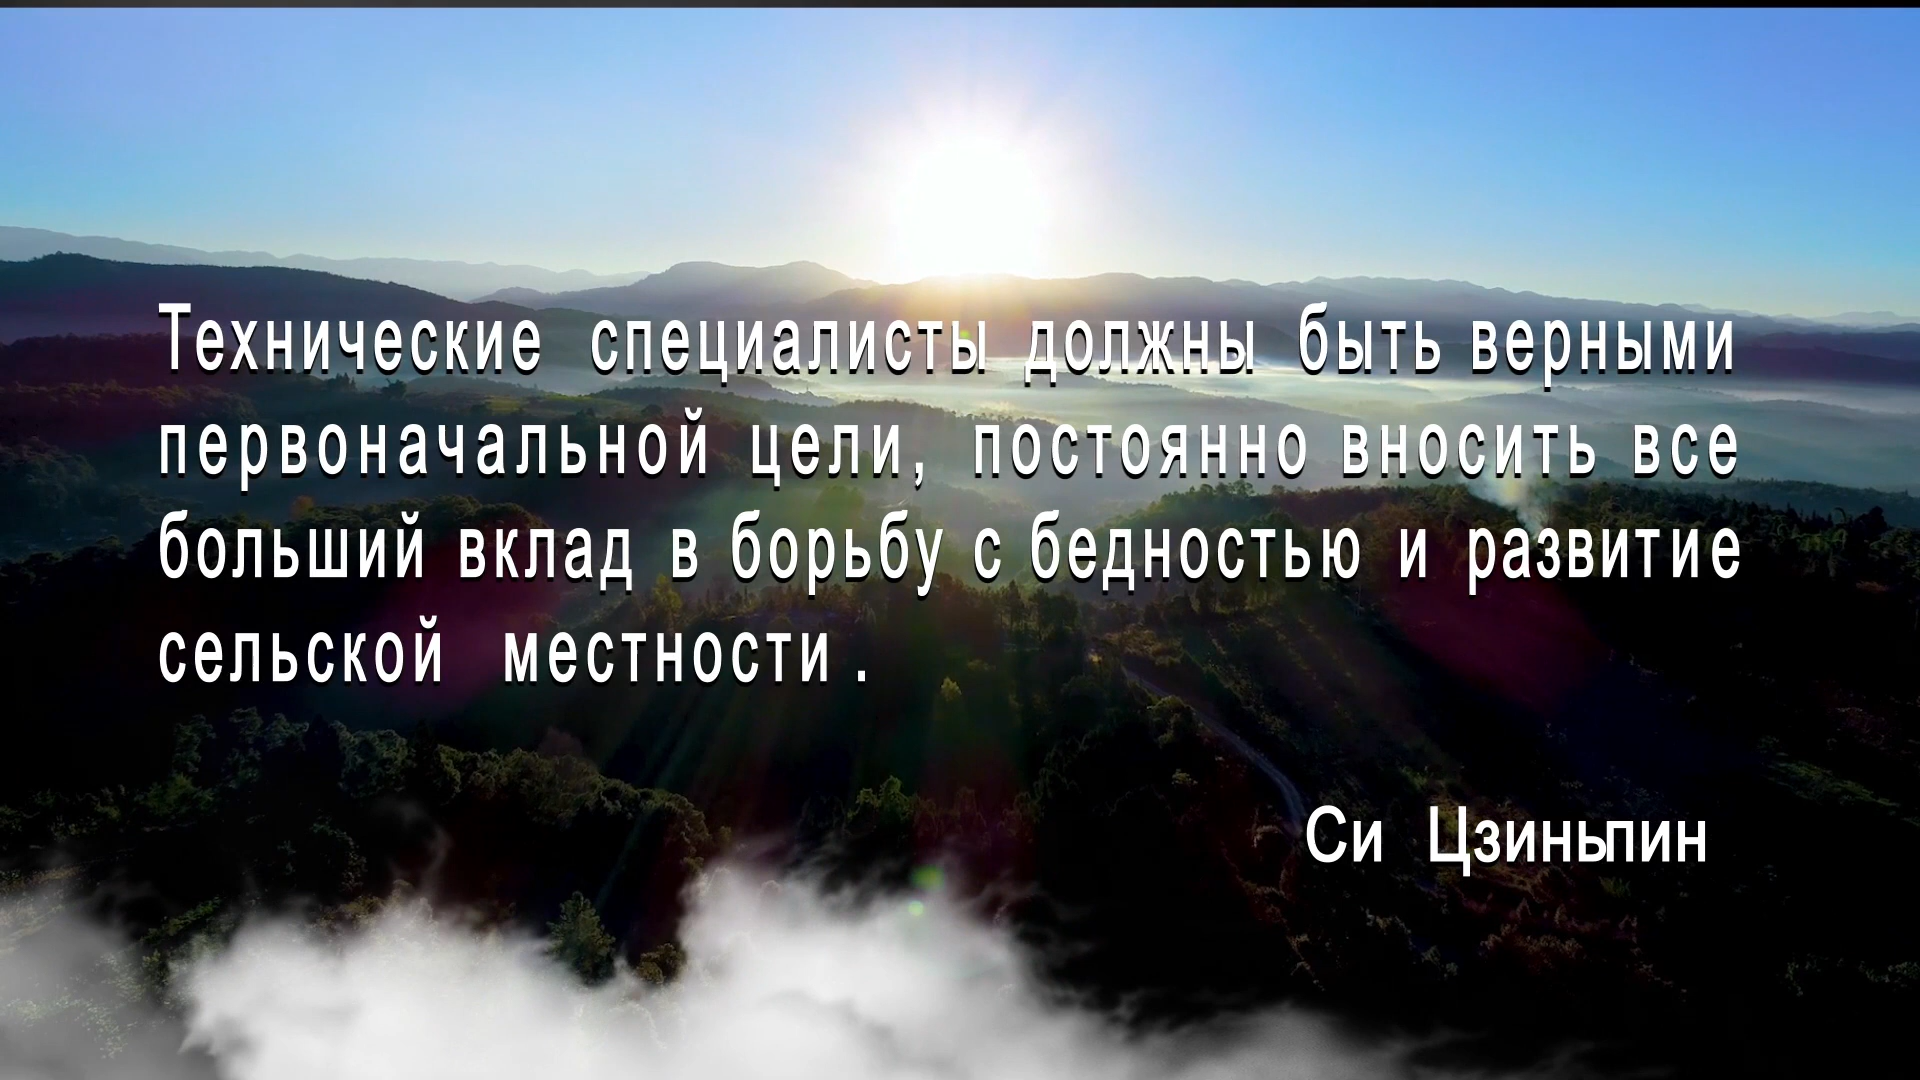 Технические специалисты должны быть верными
первоначальной цели, постоянно вносить все
больший вклад в борьбу с бедностью и развитие
сельской местности.
Си Цзиньпин